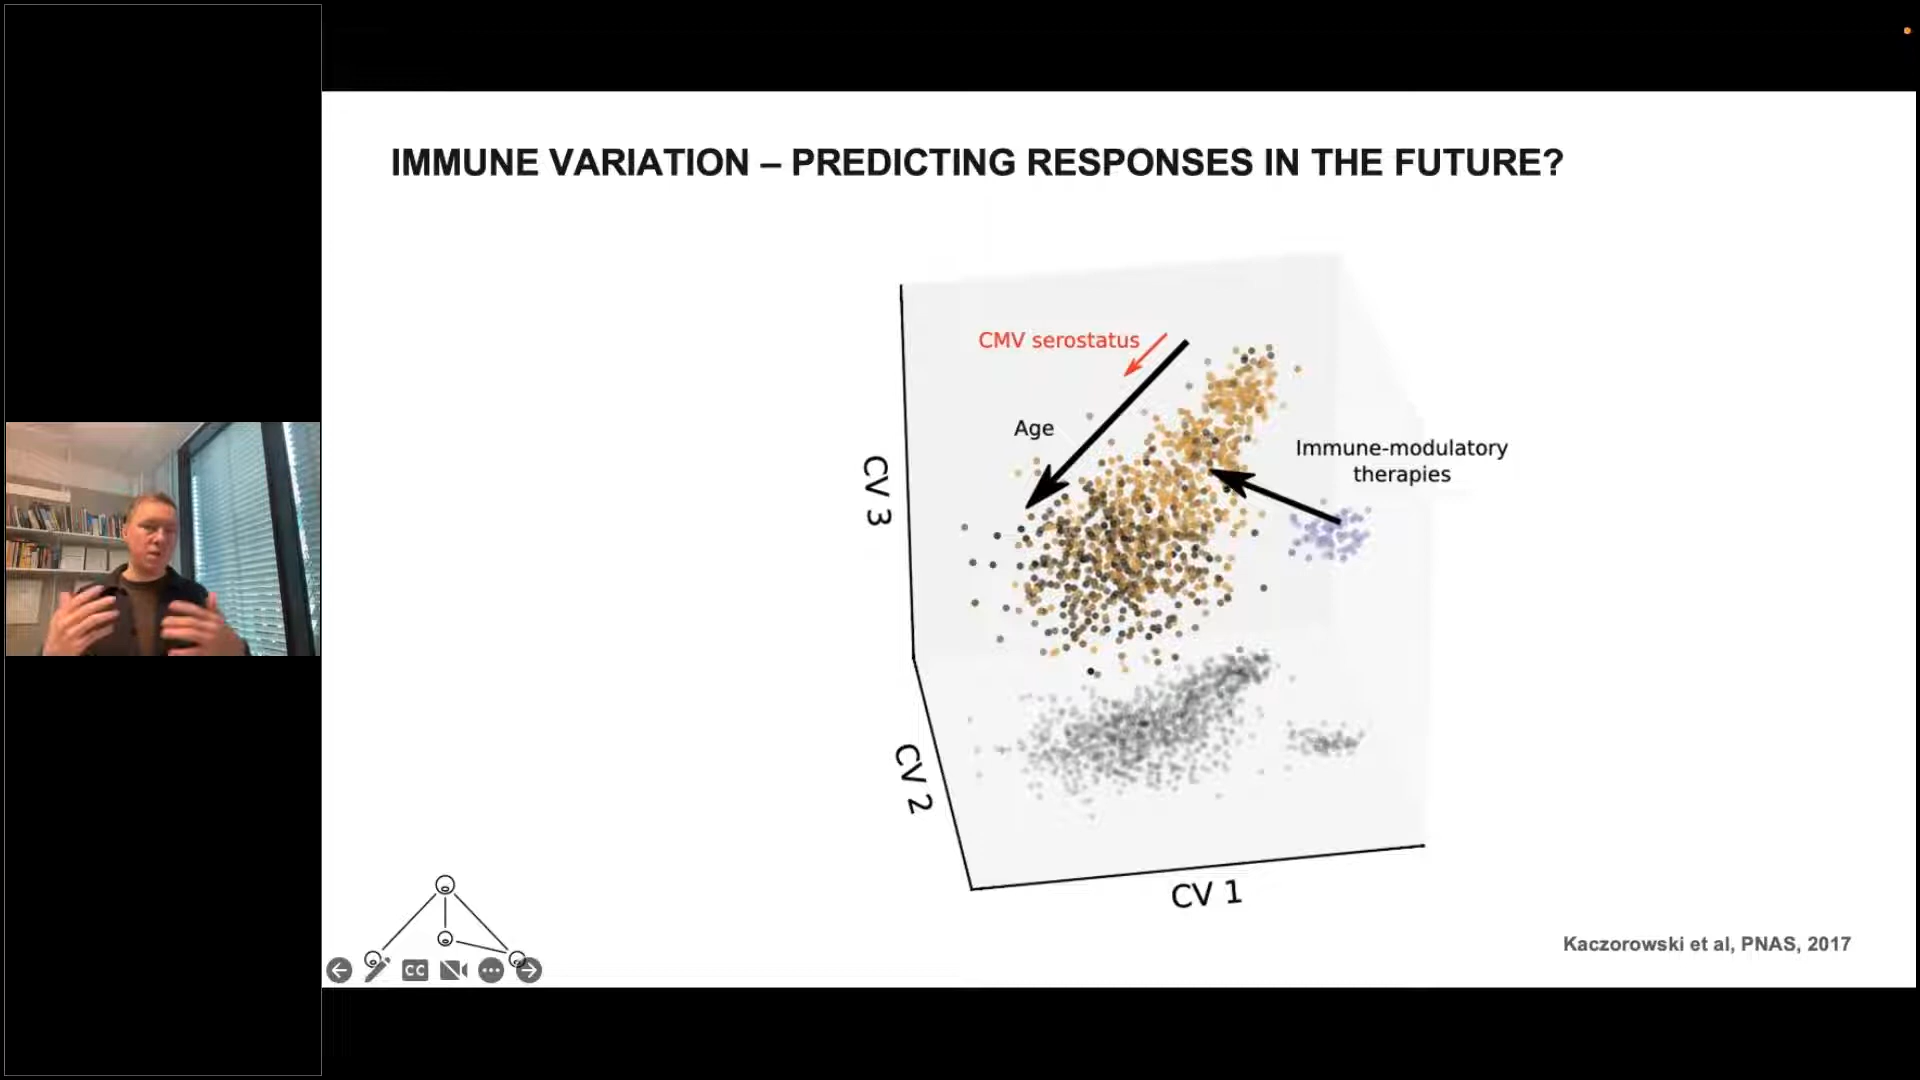 IMMUNE VARIATION – PREDICTING RESPONSES IN THE FUTURE?
CMV serostatus
Age
Immune-modulatory
therapies
CV 3
CV 2
CV 1
Kaczorowski et al, PNAS, 2017
CC